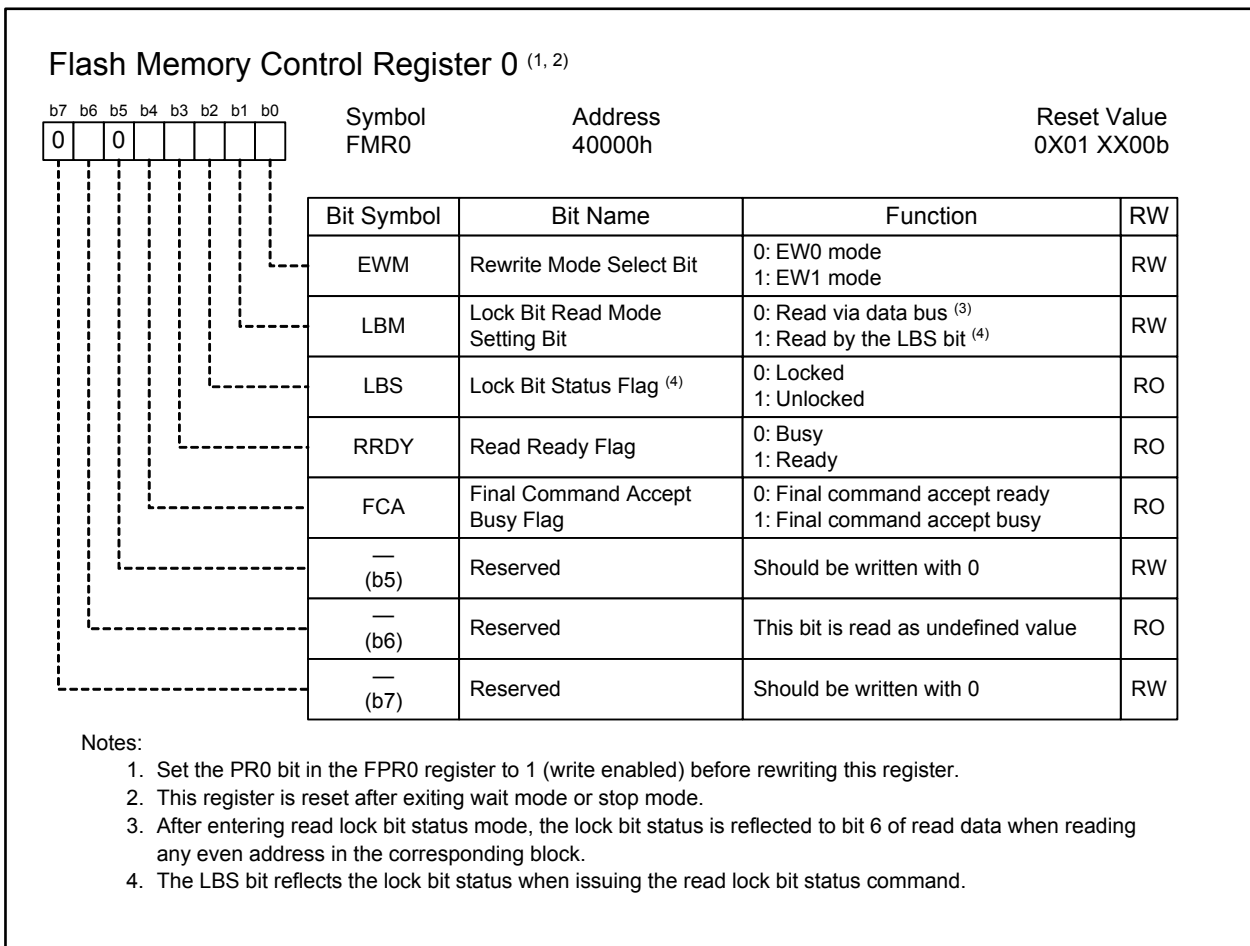 Flash Memory Control Register 0 (1, 2)
b7 b6 b5 b4 b3 b2 b1 b0
0 0
Symbol Address Reset Value
FMR0 40000h 0X01 XX00b
Bit Symbol Bit Name Function RW
EWM Rewrite Mode Select Bit 0: EW0 mode RW
1: EW1 mode
LBM Lock Bit Read Mode 0: Read via data bus (3) RW
Setting Bit 1: Read by the LBS bit (4)
LBS Lock Bit Status Flag (4) 0: Locked RO
1: Unlocked
RRDY Read Ready Flag 0: Busy RO
1: Ready
FCA Final Command Accept 0: Final command accept ready RO
Busy Flag 1: Final command accept busy
— (b5) Reserved Should be written with 0 RW
— (b6) Reserved This bit is read as undefined value RO
— (b7) Reserved Should be written with 0 RW
Notes:
1. Set the PR0 bit in the FPR0 register to 1 (write enabled) before rewriting this register.
2. This register is reset after exiting wait mode or stop mode.
3. After entering read lock bit status mode, the lock bit status is reflected to bit 6 of read data when reading
any even address in the corresponding block.
4. The LBS bit reflects the lock bit status when issuing the read lock bit status command.